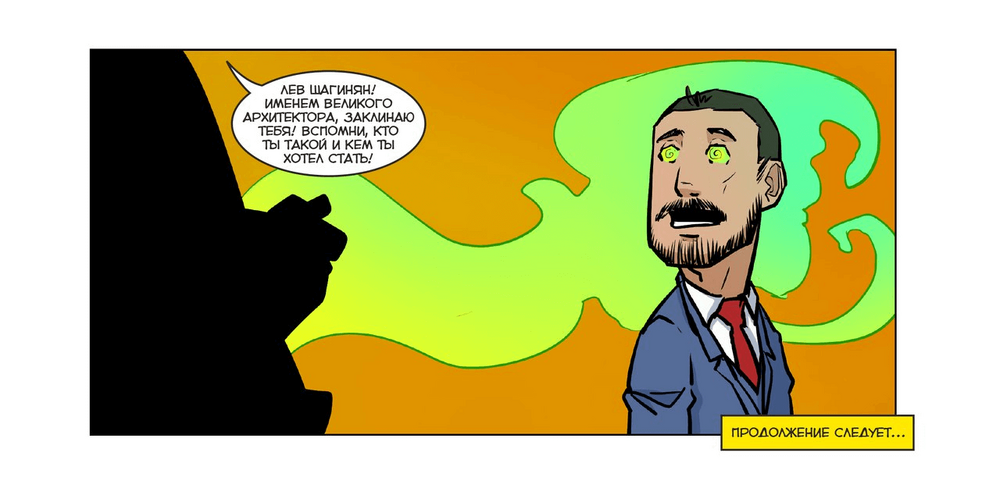 ЛЕВ ШАГИНЯН!
ИМЕНЕМ ВЕЛИКОГО
АРХИТЕКТОРА, ЗАКЛИНАЮ
ТЕБЯ! ВСПОМНИ, КТО
ТЫ ТАКОЙ И КЕМ ТЫ
ХОТЕЛ СТАТЬ!
ПРОДОЛЖЕНИЕ СЛЕДУЕТ...